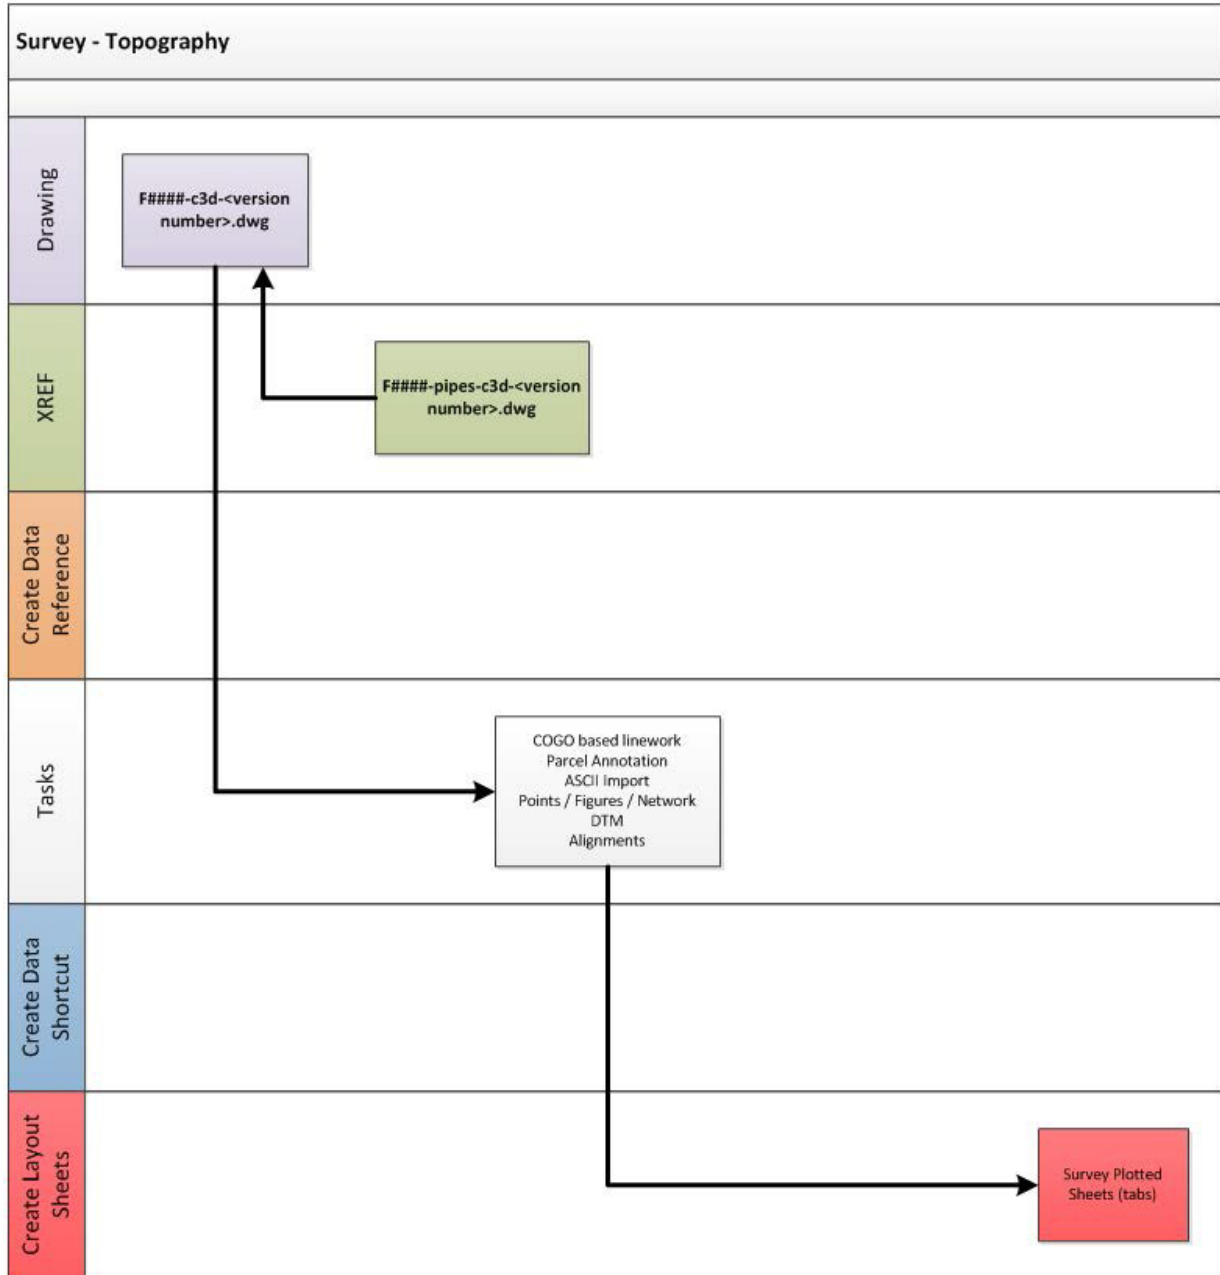 Survey - Topography
Drawing
F####-c3d-<version
number>.dwg
XREF
F####-pipes-c3d-<version
number>.dwg
Create Data
Reference
Tasks
COGO based linework
Parcel Annotation
ASCII Import
Points / Figures / Network
DTM
Alignments
Create Data
Shortcut
Create Layout
Sheets
Survey Plotted
Sheets (tabs)